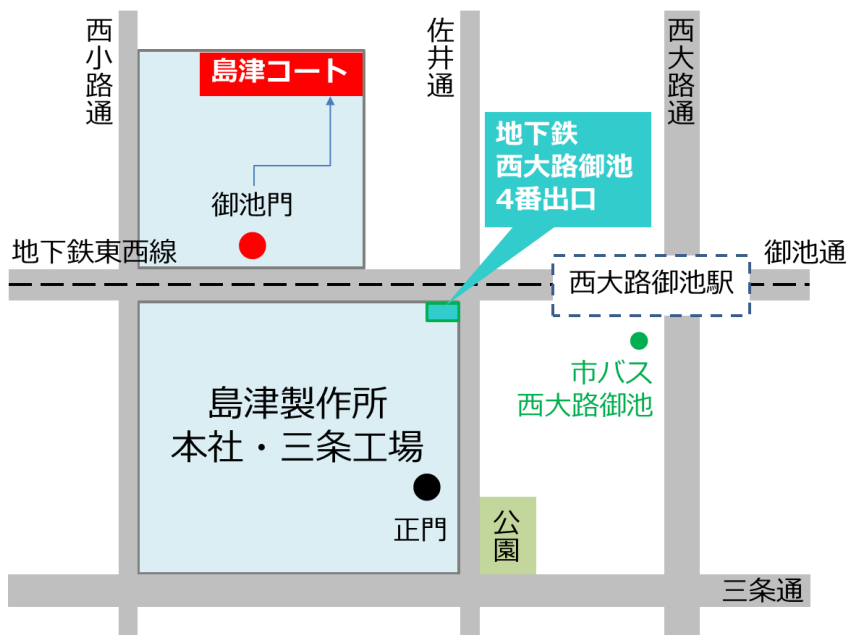 西小路通
佐井通
西大路通
島津コート
地下鉄
西大路御池
4番出口
御池門
地下鉄東西線
御池通
西大路御池駅
市バス
西大路御池
島津製作所
本社・三条工場
正門
公園
三条通